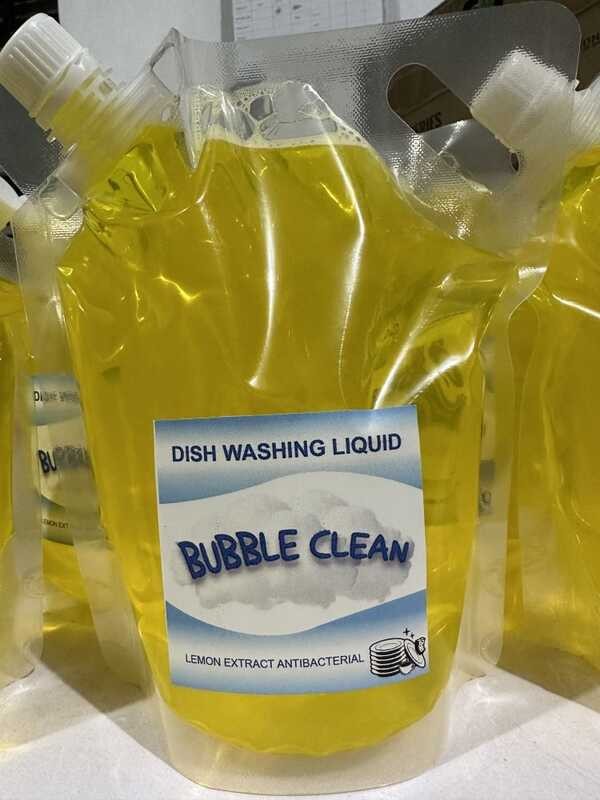 DISH WASHING LIQUID
BUBBLE CLEAN
LEMON EXTRACT ANTIBACTERIAL